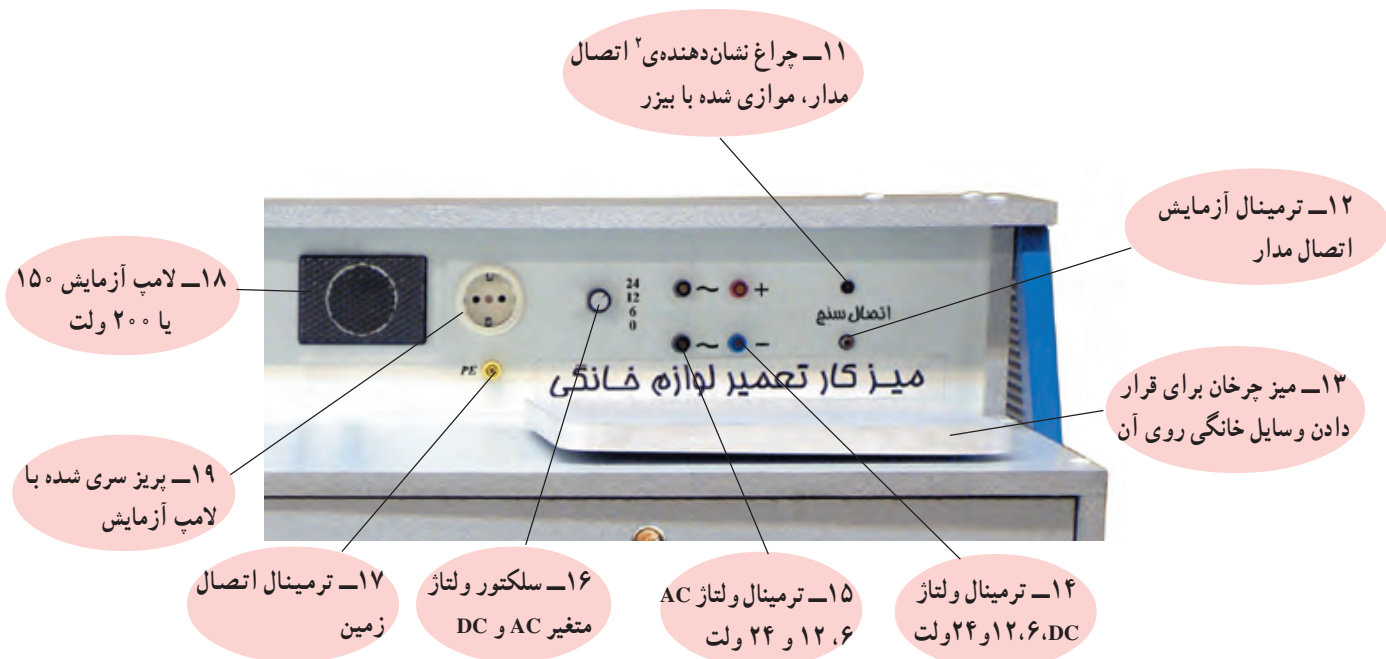 ۱۱ــ چراغ نشان‌دهنده‌ی۲ اتصال
مدار، موازی شده با بیزر
۱۲ــ ترمینال آزمایش
اتصال مدار
۱۸ــ لامپ آزمایش ۱۵۰
یا ۲۰۰ ولت
24
12
6
0
~ +
~ −
اتصال سنج
PE
میز کار تعمیر لوازم خانگی
۱۳ــ میز چرخان برای قرار
دادن وسایل خانگی روی آن
۱۹ــ پریز سری شده با
لامپ آزمایش
۱۷ــ ترمینال اتصال
زمین
۱۶ــ سلکتور ولتاژ
متغیر AC و DC
۱۵ــ ترمینال ولتاژ AC
۶، ۱۲ و ۲۴ ولت
۱۴ــ ترمینال ولتاژ
DC،۶،۱۲و۲۴ولت